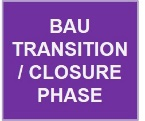 BAU
TRANSITION
/ CLOSURE
PHASE